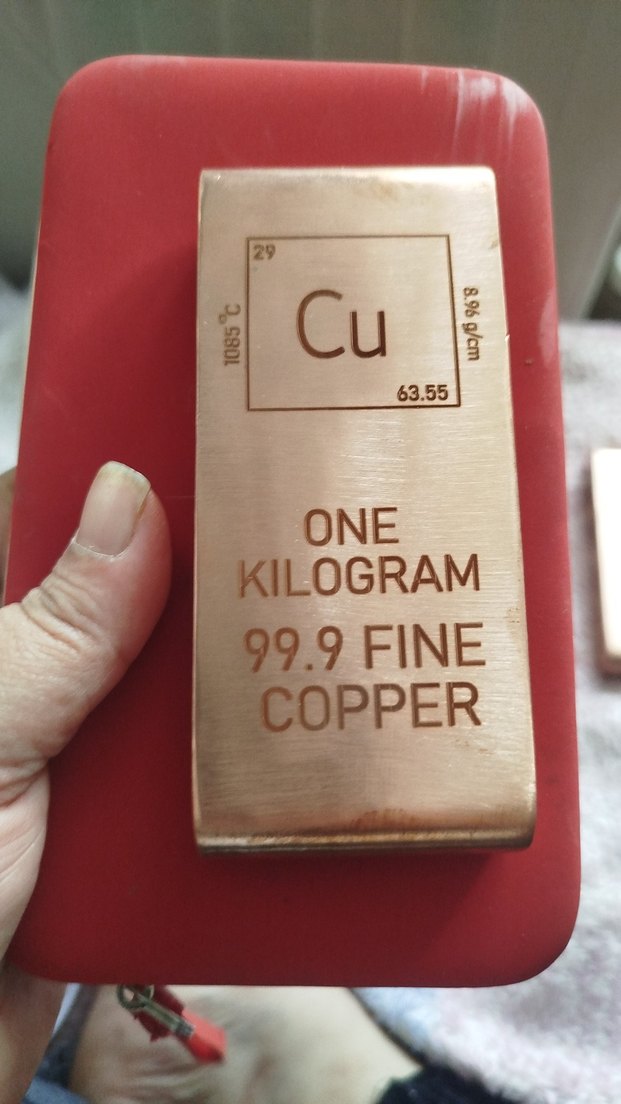 29
Cu
63.55
1085°C
8.96 g/cm
ONE
KILOGRAM
99.9 FINE
COPPER